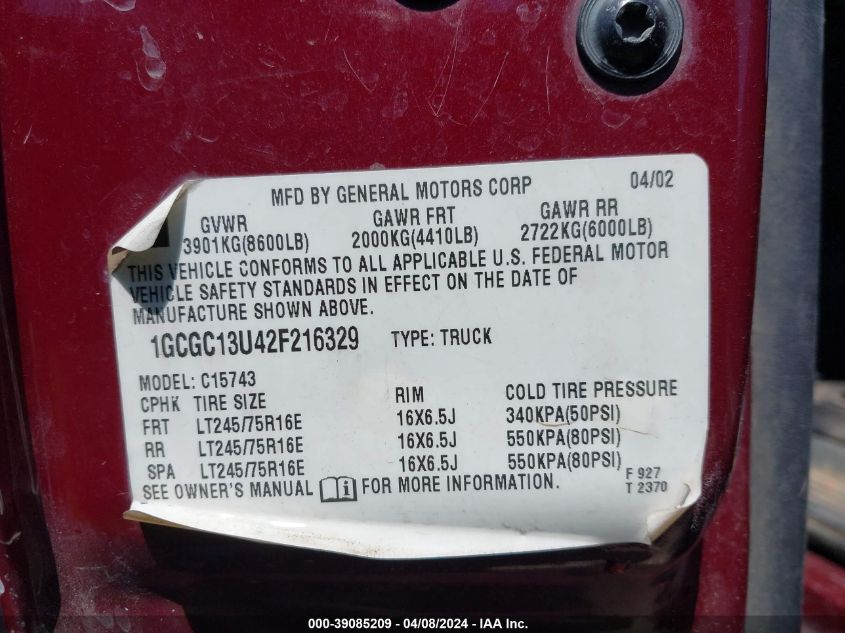 MFD BY GENERAL MOTORS CORP 04/02
GVWR GAWR FRT GAWR RR
3901KG(8600LB) 2000KG(4410LB) 2722KG(6000LB)
THIS VEHICLE CONFORMS TO ALL APPLICABLE U.S. FEDERAL MOTOR
VEHICLE SAFETY STANDARDS IN EFFECT ON THE DATE OF
MANUFACTURE SHOWN ABOVE.
1GCGC13U42F216329 TYPE: TRUCK
MODEL: C15743
CPHK TIRE SIZE RIM COLD TIRE PRESSURE
FRT LT245/75R16E 16X6.5J 340KPA(50PSI)
RR LT245/75R16E 16X6.5J 550KPA(80PSI)
SPA LT245/75R16E 16X6.5J 550KPA(80PSI)
SEE OWNER'S MANUAL FOR MORE INFORMATION.
F 927
T 2370
000-39085209 - 04/08/2024 - IAA Inc.